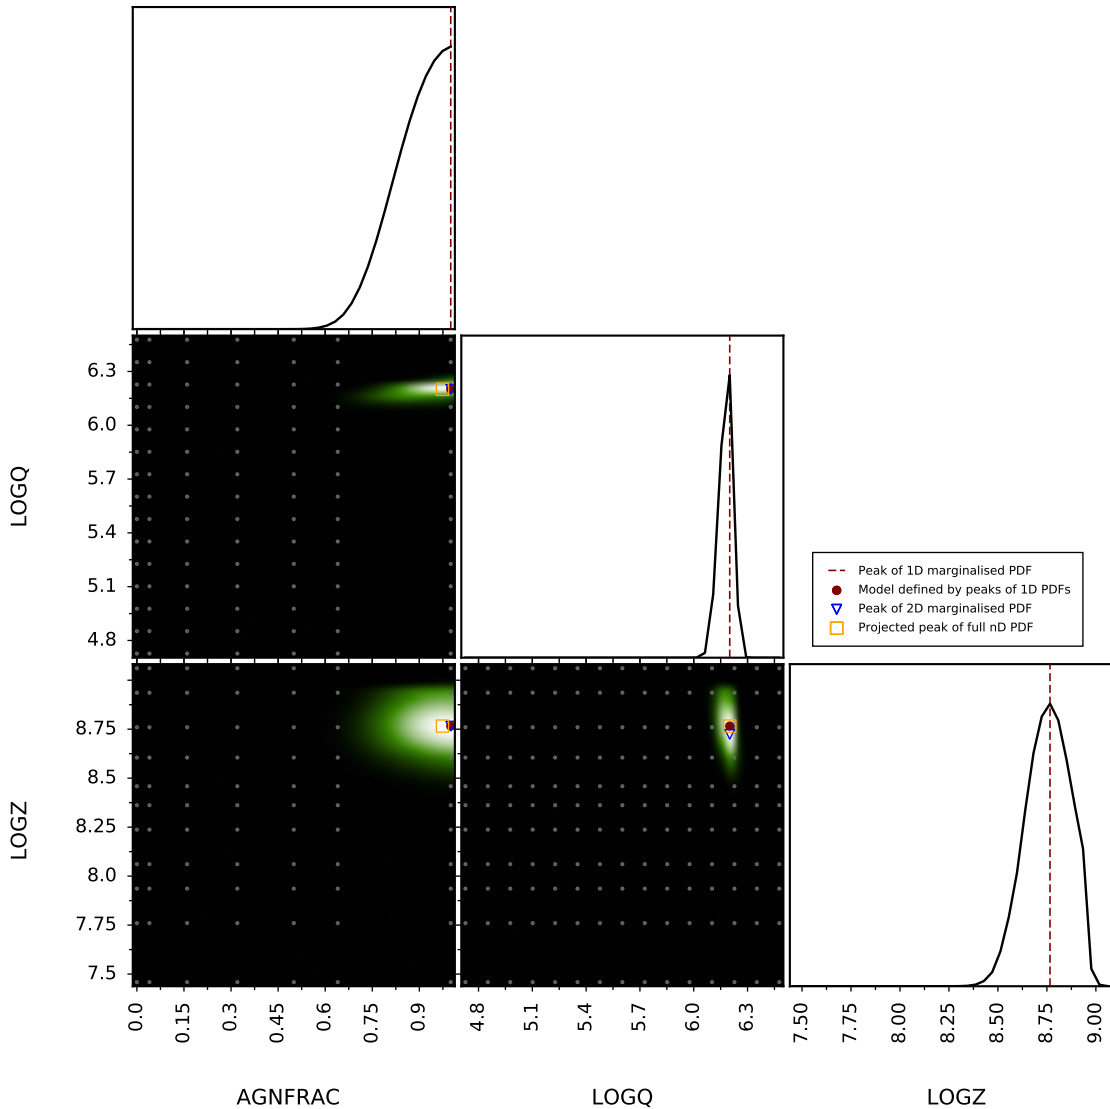 6.3
6.0
5.7
5.4
5.1
4.8
LOGQ
Peak of 1D marginalised PDF
Model defined by peaks of 1D PDFs
Peak of 2D marginalised PDF
Projected peak of full nD PDF
8.75
8.5
8.25
8.0
7.75
7.5
LOGZ
0.0 0.15 0.3 0.45 0.6 0.75 0.9
4.8 5.1 5.4 5.7 6.0 6.3
7.50 7.75 8.00 8.25 8.50 8.75 9.00
AGNFRAC LOGQ LOGZ